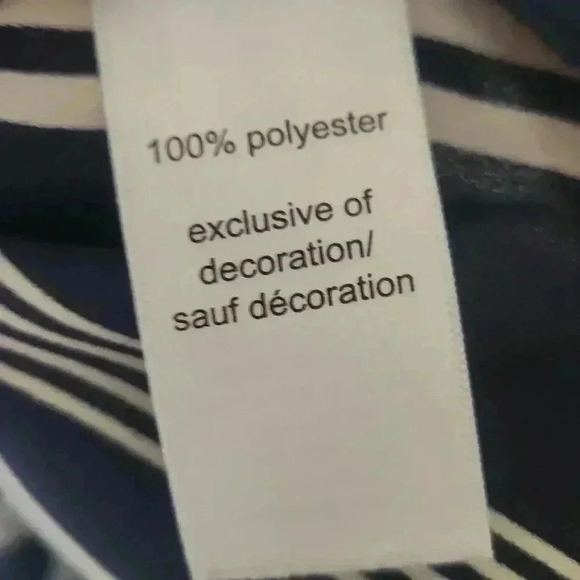 100% polyester
exclusive of
decoration/
sauf décoration